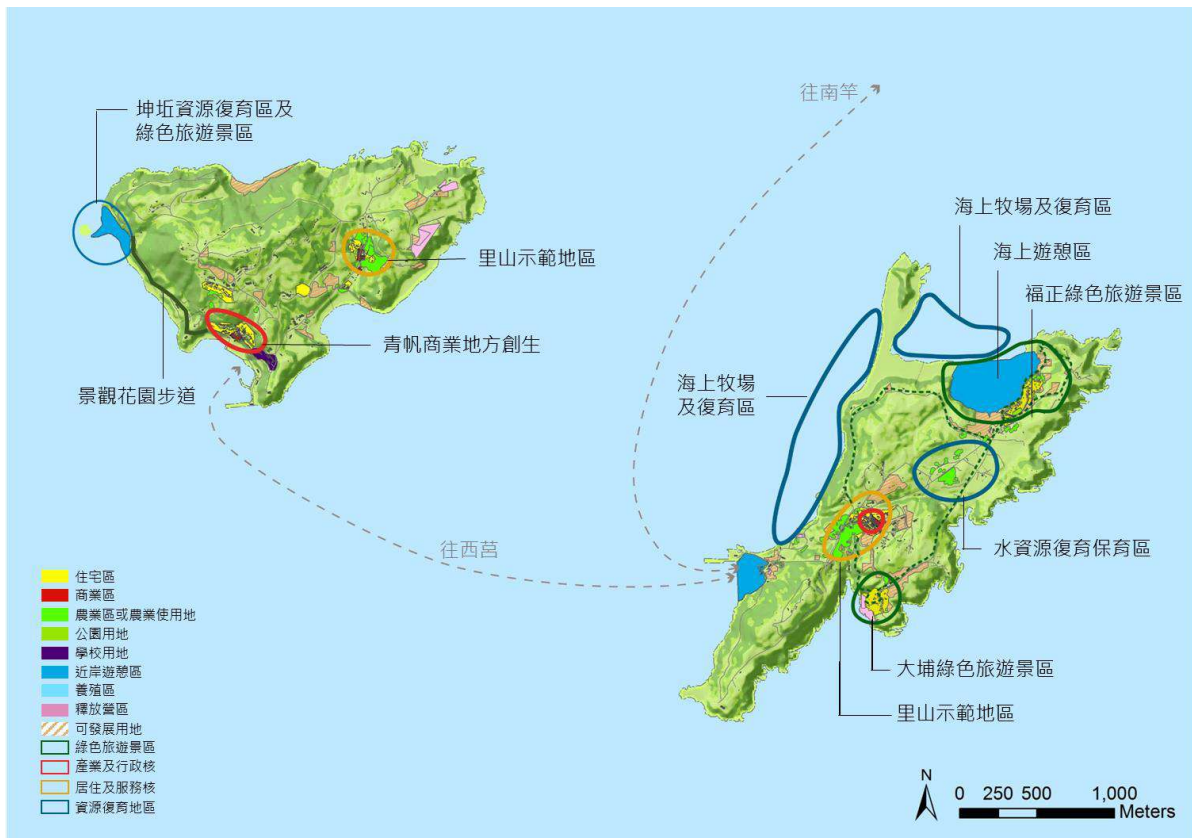 坤坵資源復育區及
綠色旅遊景區
往南竿
里山示範地區
青帆商業地方創生
景觀花園步道
往西莒
海上牧場及復育區
海上遊憩區
福正綠色旅遊景區
海上牧場
及復育區
水資源復育保育區
大埔綠色旅遊景區
里山示範地區
住宅區
商業區
農業區或農業使用地
公園用地
學校用地
近岸遊憩區
養殖區
釋放營區
可發展用地
綠色旅遊景區
產業及行政核
居住及服務核
資源復育地區
N
0 250 500 1,000
Meters